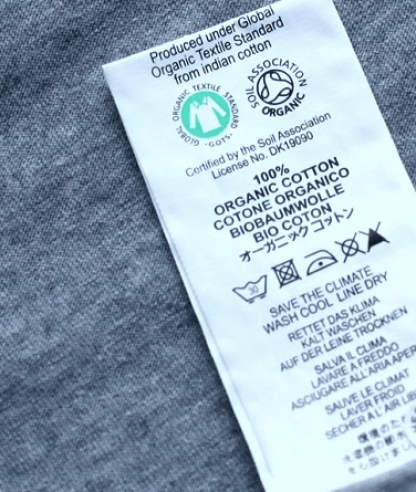 Produced under Global
Organic Textile Standard
from indian cotton
GLOBAL ORGANIC TEXTILE STANDARD · GOTS ·
SOIL ASSOCIATION ORGANIC
Certified by the Soil Association
License No. DK19090
100%
ORGANIC COTTON
COTONE ORGANICO
BIOBAUMWOLLE
BIO COTON
オーガニック コットン
30
SAVE THE CLIMATE
WASH COOL LINE DRY
RETTET DAS KLIMA
KALT WASCHEN
AUF DER LEINE TROCKNEN
SALVA IL CLIMA
LAVARE A FREDDO
ASCIUGARE ALL'ARIA APER
SAUVE LE CLIMAT
LAVER FROID
SÉCHER A L'AIR LIB